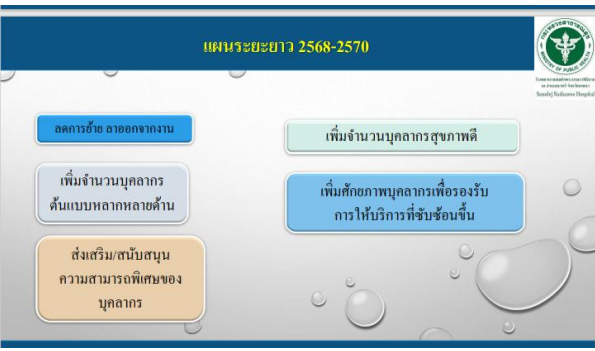 แผนระยะยาว 2568-2570
MINISTRY OF PUBLIC HEALTH
ลดการย้าย ลาออกจากงาน
เพิ่มจำนวนบุคลากร
ต้นแบบหลากหลายด้าน
ส่งเสริม/สนับสนุน
ความสามารถพิเศษของ
บุคลากร
เพิ่มจำนวนบุคลากรสุขภาพดี
เพิ่มศักยภาพบุคลากรเพื่อรองรับ
การให้บริการที่ซับซ้อนขึ้น